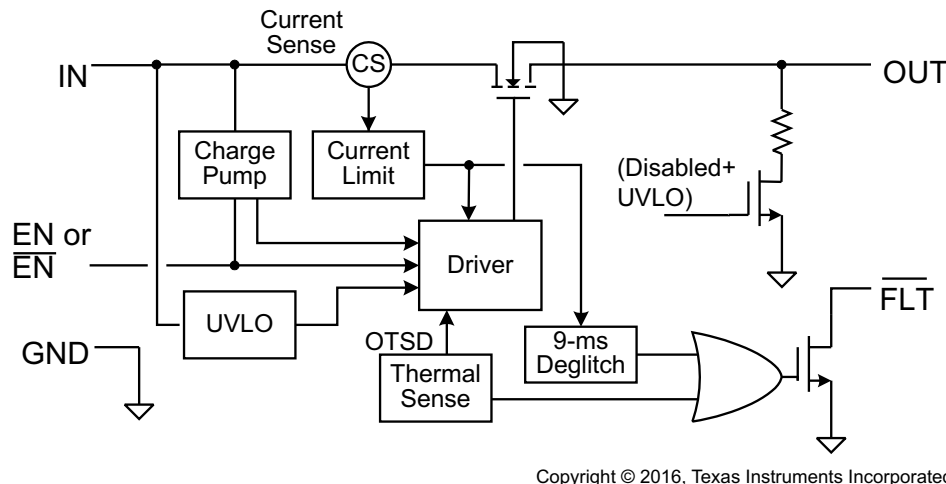 Current
Sense
IN
CS
OUT
Charge
Pump
Current
Limit
(Disabled+
UVLO)
EN or
EN
Driver
FLT
UVLO
OTSD
9-ms
Deglitch
GND
Thermal
Sense
Copyright © 2016, Texas Instruments Incorporated